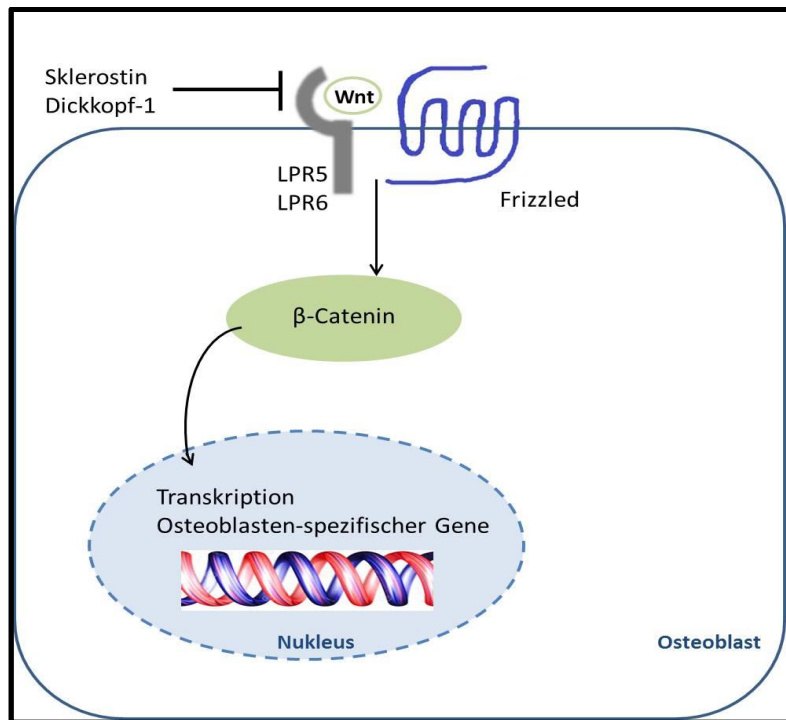 Sklerostin
Dickkopf-1
Wnt
LPR5
LPR6
Frizzled
β-Catenin
Transkription
Osteoblasten-spezifischer Gene
Nukleus
Osteoblast